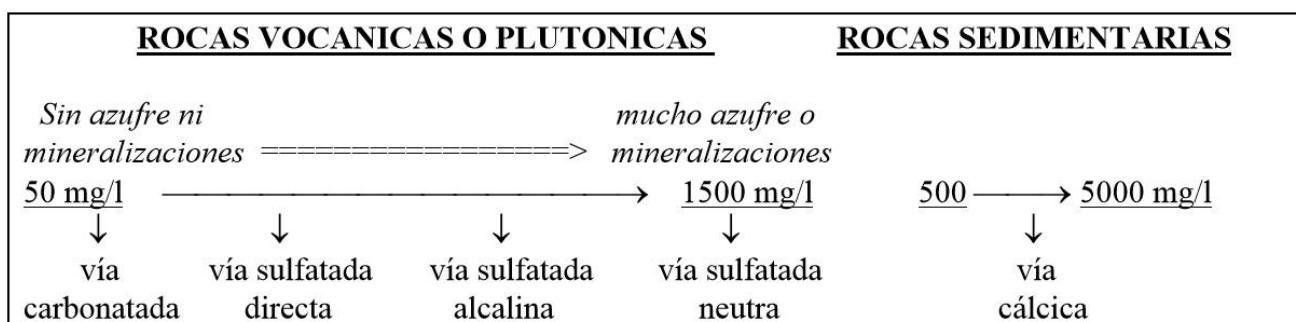 ROCAS VOCANICAS O PLUTONICAS ROCAS SEDIMENTARIAS
Sin azufre ni mucho azufre o
mineralizaciones =================> mineralizaciones
50 mg/l ⟶ 1500 mg/l 500 ⟶ 5000 mg/l
↓ ↓ ↓ ↓ ↓
vía vía sulfatada vía sulfatada vía sulfatada vía
carbonatada directa alcalina neutra cálcica